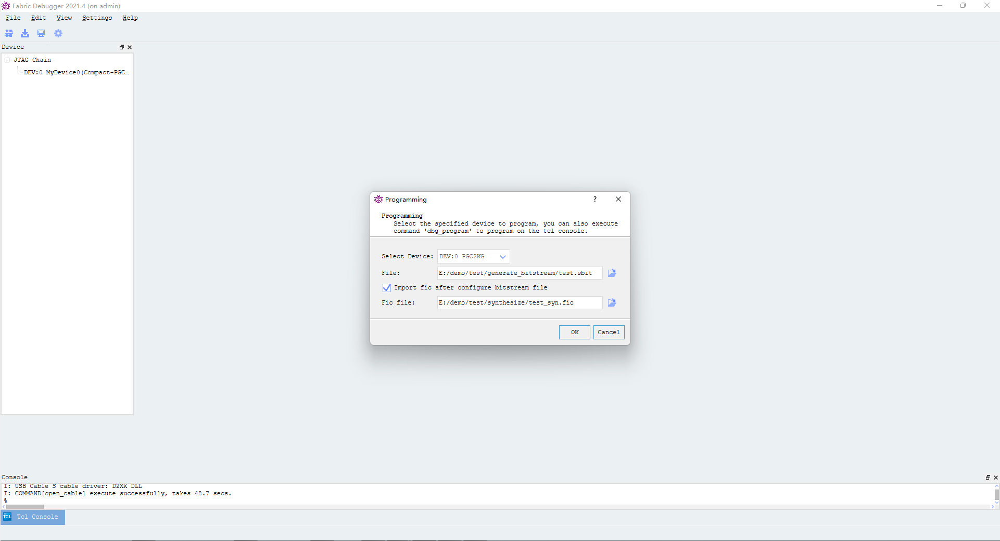 Fabric Debugger 2021.4 (on admin)
File Edit View Settings Help
Device
JTAG Chain
DEV:0 MyDevice0(Compact-PGC…
Programming
Programming
Select the specified device to program, you can also execute
command 'dbg_program' to program on the tcl console.
Select Device: DEV:0 PGC2KG
File: E:/demo/test/generate_bitstream/test.sbit
Import fic after configure bitstream file
Fic file: E:/demo/test/synthesize/test_syn.fic
OK Cancel
Console
I: USB Cable S cable driver: D2XX DLL
I: COMMAND[open_cable] execute successfully, takes 48.7 secs.
%
TCL Tcl Console